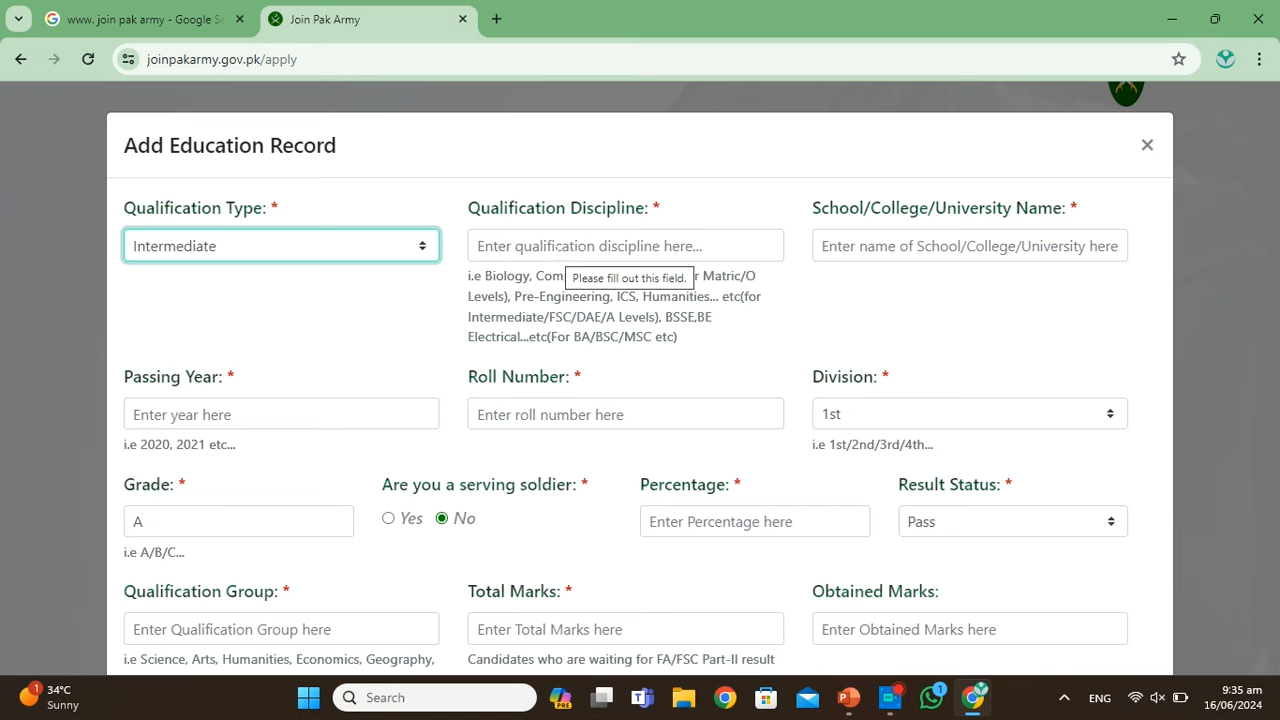 www. join pak army - Google Se
Join Pak Army
joinpakarmy.gov.pk/apply
Add Education Record
Qualification Type: *
Qualification Discipline: *
School/College/University Name: *
Intermediate
Enter qualification discipline here...
Enter name of School/College/University here
i.e Biology, Com
r Matric/O
Please fill out this field.
Levels), Pre-Engineering, ICS, Humanities... etc(for
Intermediate/FSC/DAE/A Levels), BSSE,BE
Electrical...etc(For BA/BSC/MSC etc)
Passing Year: *
Roll Number: *
Division: *
Enter year here
Enter roll number here
1st
i.e 2020, 2021 etc...
i.e 1st/2nd/3rd/4th...
Grade: *
Are you a serving soldier: *
Percentage: *
Result Status: *
A
Yes
No
Enter Percentage here
Pass
i.e A/B/C...
Qualification Group: *
Total Marks: *
Obtained Marks:
Enter Qualification Group here
Enter Total Marks here
Enter Obtained Marks here
i.e Science, Arts, Humanities, Economics, Geography,
Candidates who are waiting for FA/FSC Part-II result
1
34°C
Sunny
Search
PRE
1
ENG
9:35 am
16/06/2024